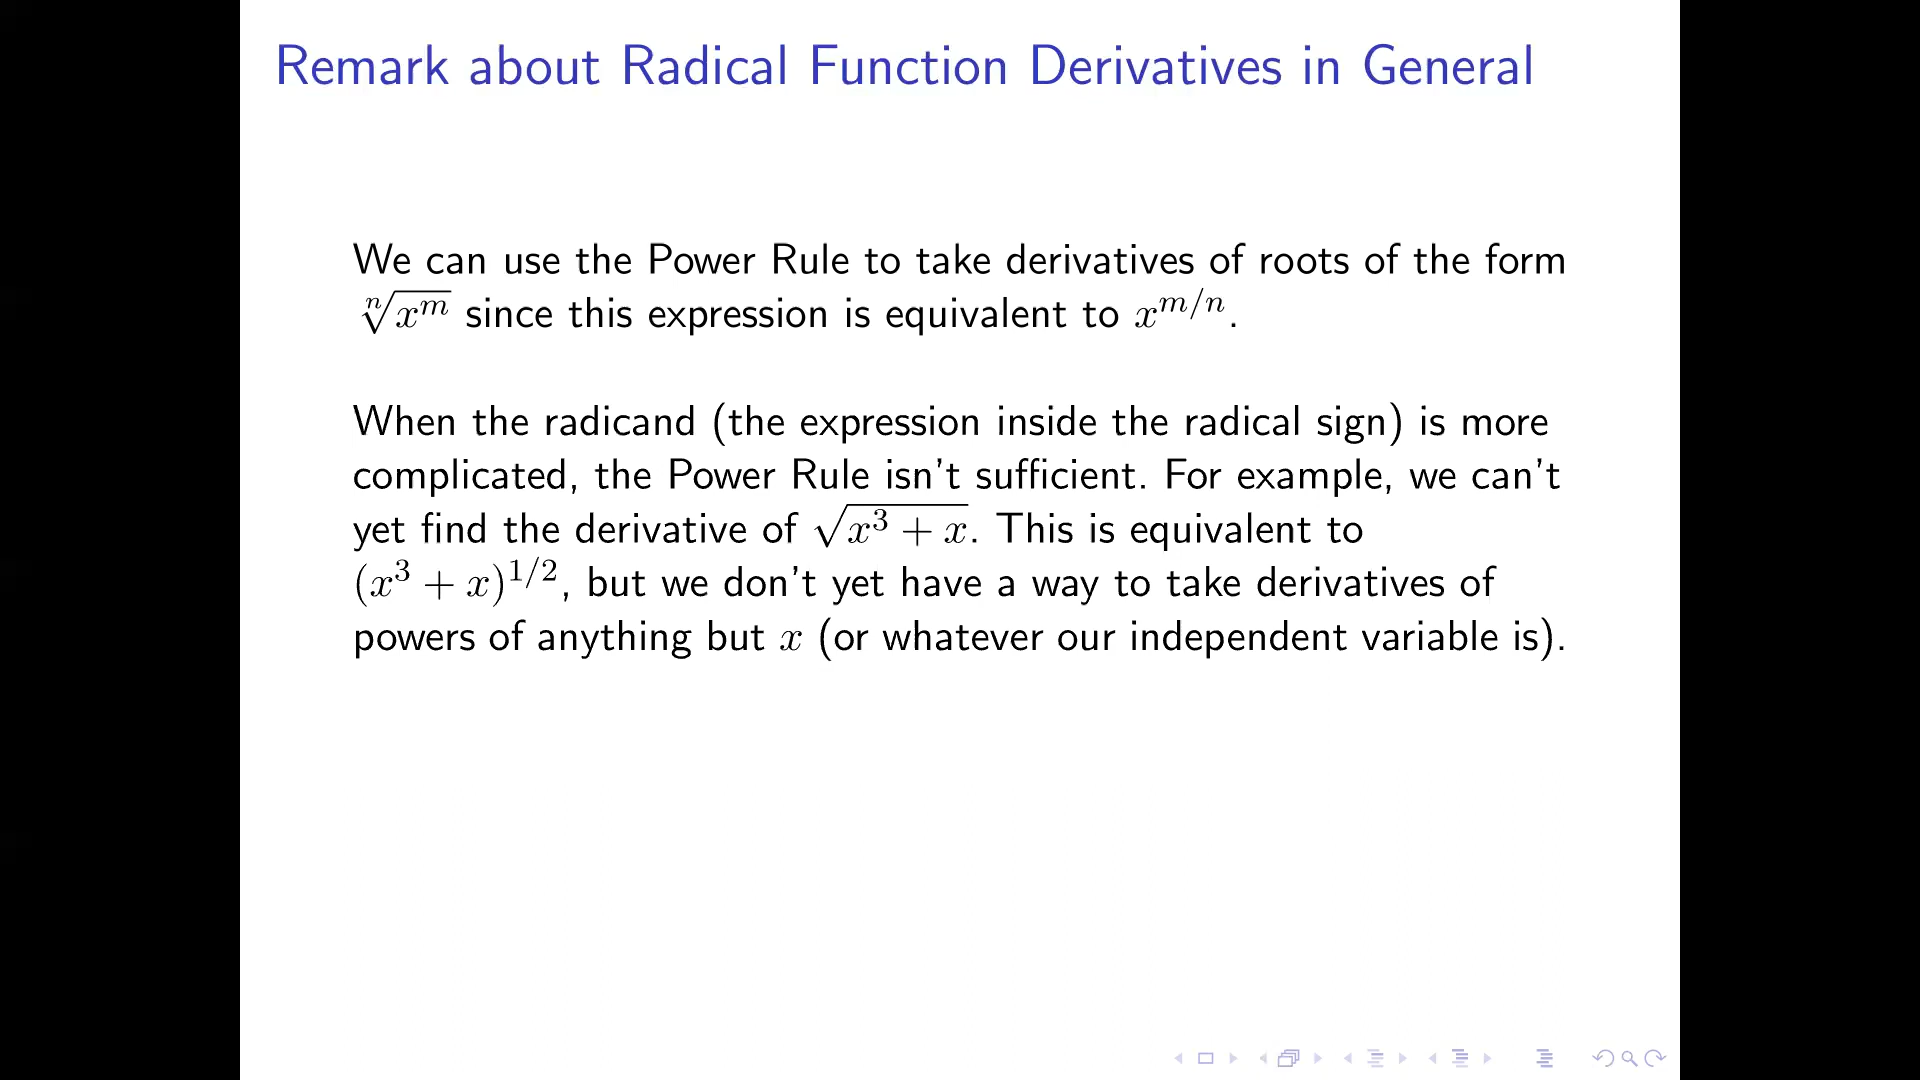 Remark about Radical Function Derivatives in General
We can use the Power Rule to take derivatives of roots of the form
$\sqrt[n]{x^m}$ since this expression is equivalent to $x^{m/n}$.
When the radicand (the expression inside the radical sign) is more
complicated, the Power Rule isn't sufficient. For example, we can't
yet find the derivative of $\sqrt{x^3 + x}$. This is equivalent to
$(x^3 + x)^{1/2}$, but we don't yet have a way to take derivatives of
powers of anything but $x$ (or whatever our independent variable is).